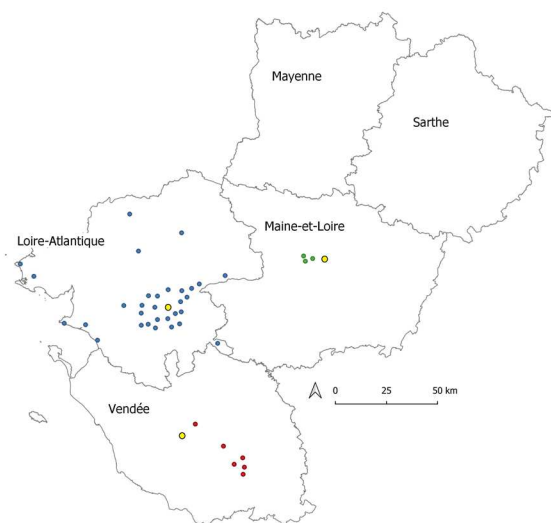 Mayenne
Sarthe
Maine-et-Loire
Loire-Atlantique
0 25 50 km
Vendée